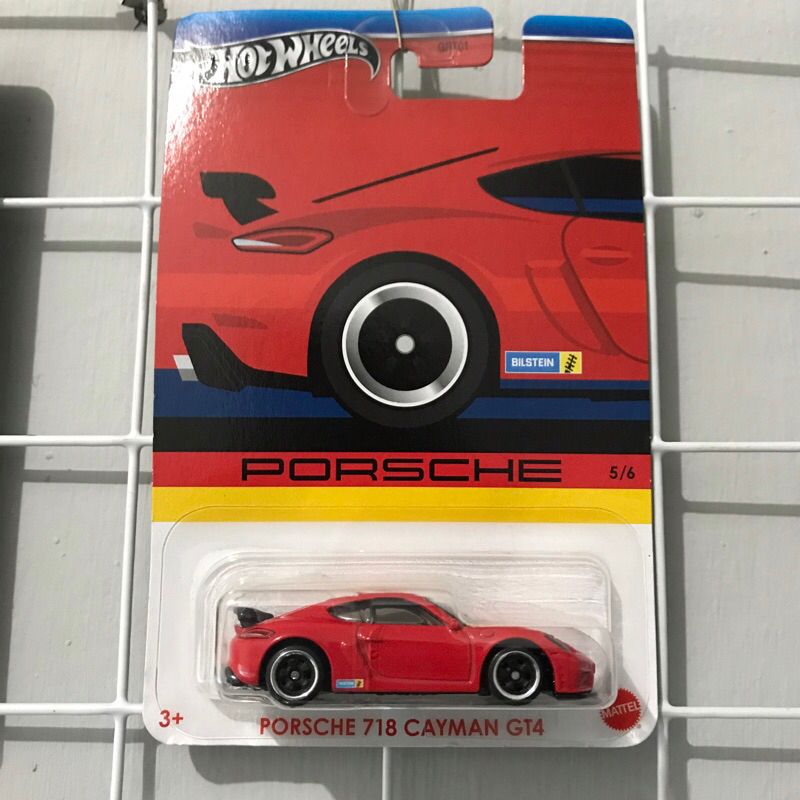 HOT WHEELS
BILSTEIN
PORSCHE
5/6
3+
PORSCHE 718 CAYMAN GT4
MATTEL